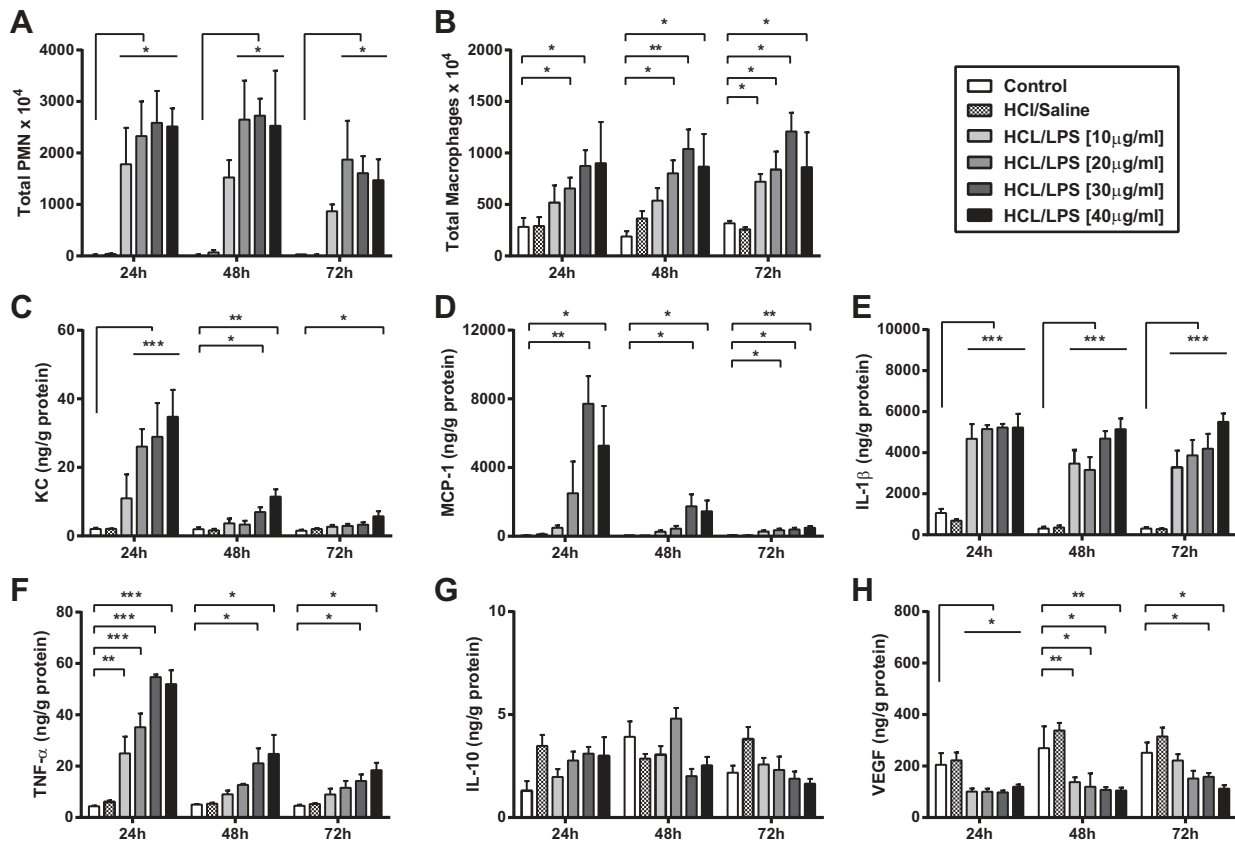 A
Total PMN x 10⁴
4000
3000
2000
1000
0
* * *
24h 48h 72h
B
Total Macrophages x 10⁴
2000
1500
1000
500
0
* * *
* ** *
* * *
*
24h 48h 72h
Control
HCl/Saline
HCL/LPS [10μg/ml]
HCL/LPS [20μg/ml]
HCL/LPS [30μg/ml]
HCL/LPS [40μg/ml]
C
KC (ng/g protein)
60
40
20
0
** *
*** *
24h 48h 72h
D
MCP-1 (ng/g protein)
12000
8000
4000
0
* * **
** * *
*
24h 48h 72h
E
IL-1β (ng/g protein)
10000
8000
6000
4000
2000
0
*** *** ***
24h 48h 72h
F
TNF-α (ng/g protein)
80
60
40
20
0
*** * *
*** * *
***
**
24h 48h 72h
G
IL-10 (ng/g protein)
10
5
0
24h 48h 72h
H
VEGF (ng/g protein)
800
600
400
200
0
** *
* * *
*
**
24h 48h 72h